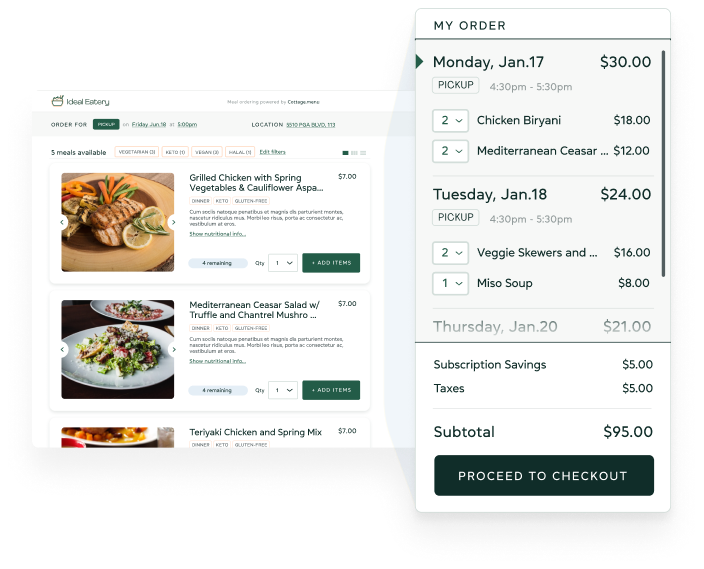 Ideal Eatery
Meal ordering powered by Cottage.menu
ORDER FOR PICKUP on Friday Jun.18 at 5:00pm
LOCATION 5510 PGA BLVD, 113
5 meals available VEGETARIAN (3) KETO (1) VEGAN (3) HALAL (1) Edit filters
Grilled Chicken with Spring
Vegetables & Cauliflower Aspa...
$7.00
DINNER KETO GLUTEN-FREE
Cum sociis natoque penatibus et magnis dis parturient montes,
nascetur ridiculus mus. Morbi leo risus, porta ac consectetur ac,
vestibulum at eros.
Show nutritional info...
4 remaining Qty 1 + ADD ITEMS
Mediterranean Ceasar Salad w/
Truffle and Chantrel Mushro ...
$7.00
DINNER KETO GLUTEN-FREE
Cum sociis natoque penatibus et magnis dis parturient montes,
nascetur ridiculus mus. Morbi leo risus, porta ac consectetur ac,
vestibulum at eros.
Show nutritional info...
4 remaining Qty 1 + ADD ITEMS
Teriyaki Chicken and Spring Mix
$7.00
DINNER KETO GLUTEN-FREE
MY ORDER
Monday, Jan.17 $30.00
PICKUP 4:30pm - 5:30pm
2 Chicken Biryani $18.00
2 Mediterranean Ceasar ... $12.00
Tuesday, Jan.18 $24.00
PICKUP 4:30pm - 5:30pm
2 Veggie Skewers and ... $16.00
1 Miso Soup $8.00
Thursday, Jan.20 $21.00
Subscription Savings $5.00
Taxes $5.00
Subtotal $95.00
PROCEED TO CHECKOUT